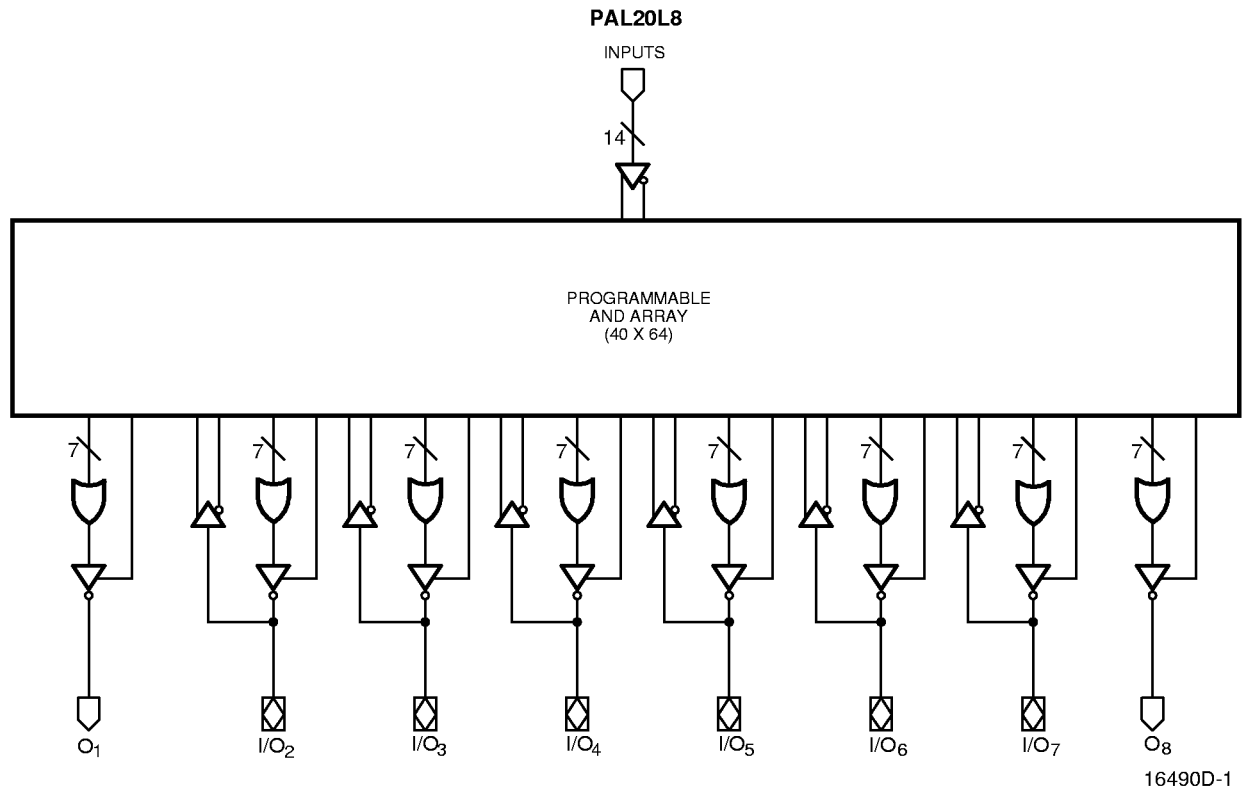 PAL20L8
INPUTS
14
PROGRAMMABLE
AND ARRAY
(40 X 64)
7 7 7 7 7 7 7 7
O1 I/O2 I/O3 I/O4 I/O5 I/O6 I/O7 O8
16490D-1